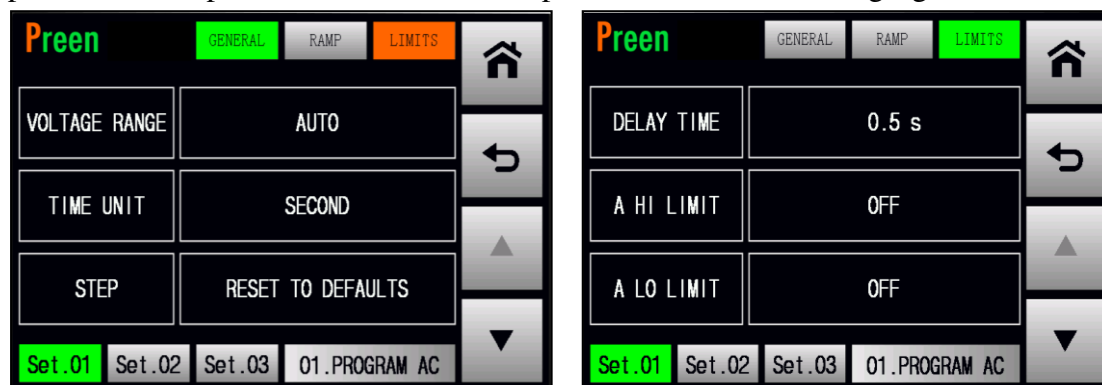 Preen GENERAL RAMP LIMITS
VOLTAGE RANGE AUTO
TIME UNIT SECOND
STEP RESET TO DEFAULTS
Set.01 Set.02 Set.03 01.PROGRAM AC
Preen GENERAL RAMP LIMITS
DELAY TIME 0.5 s
A HI LIMIT OFF
A LO LIMIT OFF
Set.01 Set.02 Set.03 01.PROGRAM AC